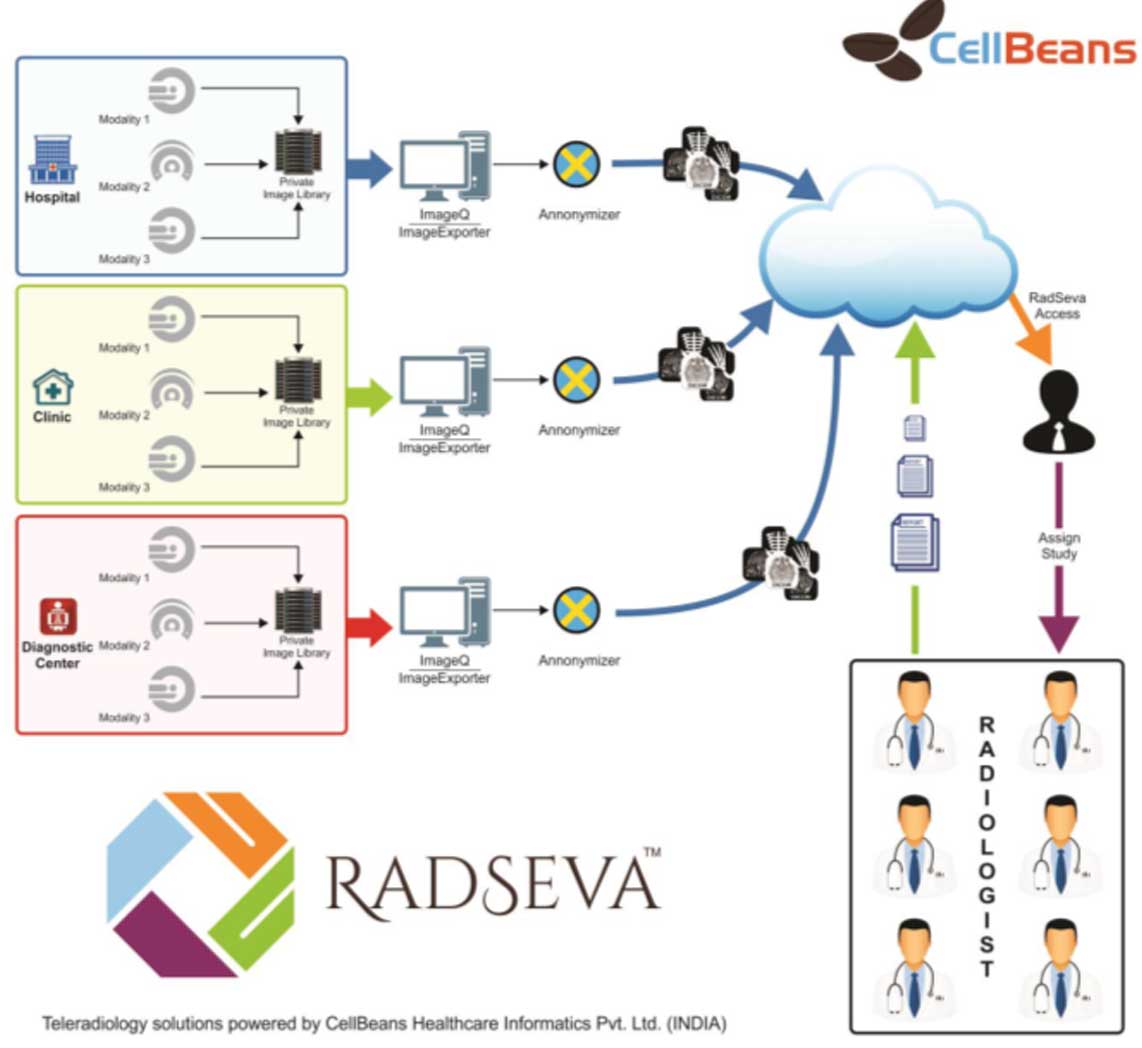 CellBeans
Modality 1
Modality 2
Modality 3
Hospital
Private
Image Library
ImageQ
ImageExporter
Annonymizer
RadSeva
Access
Modality 1
Modality 2
Modality 3
Clinic
Private
Image Library
ImageQ
ImageExporter
Annonymizer
REPORT
REPORT
Assign
Study
Modality 1
Modality 2
Modality 3
Diagnostic
Center
Private
Image Library
ImageQ
ImageExporter
Annonymizer
RADIOLOGIST
RADSEVA™
Teleradiology solutions powered by CellBeans Healthcare Informatics Pvt. Ltd. (INDIA)